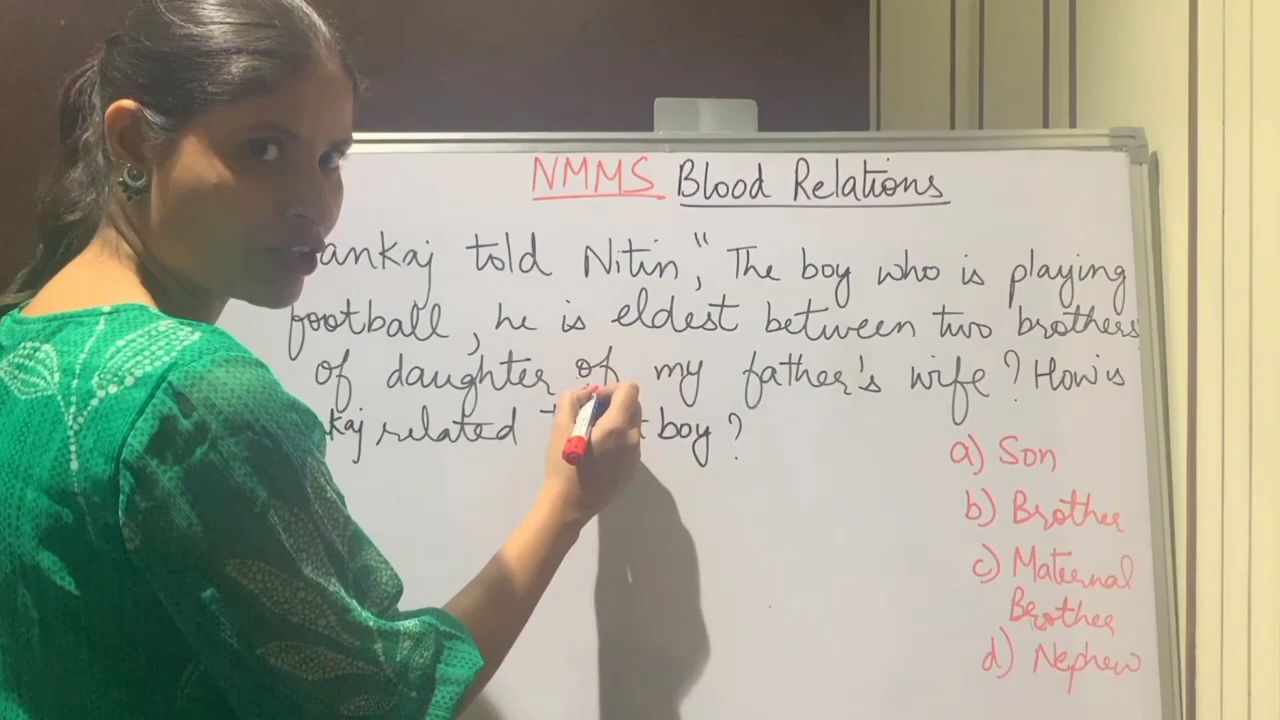 NMMS Blood Relations
ankaj told Nitin, "The boy who is playing
football, he is eldest between two brothers
of daughter of my father's wife? How is
kaj related boy?
a) Son
b) Brother
c) Maternal
Brother
d) Nephew